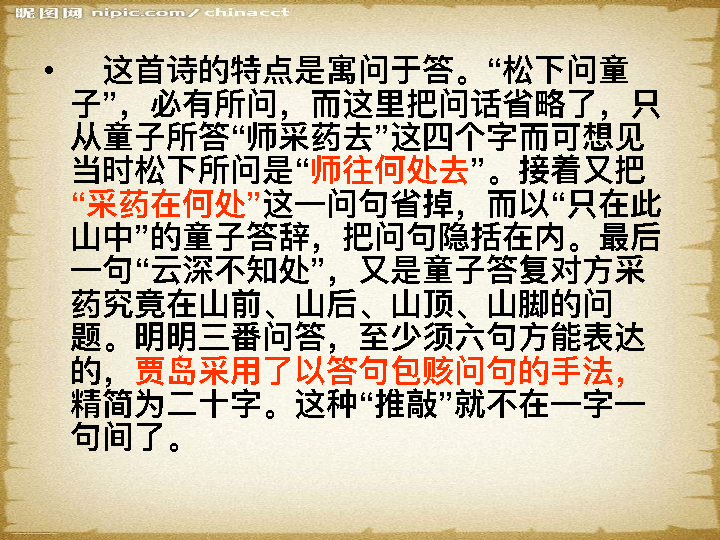 昵图网 nipic.com/chinacct
• 这首诗的特点是寓问于答。“松下问童
子”，必有所问，而这里把问话省略了，只
从童子所答“师采药去”这四个字而可想见
当时松下所问是“师往何处去”。接着又把
“采药在何处”这一问句省掉，而以“只在此
山中”的童子答辞，把问句隐括在内。最后
一句“云深不知处”，又是童子答复对方采
药究竟在山前、山后、山顶、山脚的问
题。明明三番问答，至少须六句方能表达
的，贾岛采用了以答句包赅问句的手法，
精简为二十字。这种“推敲”就不在一字一
句间了。